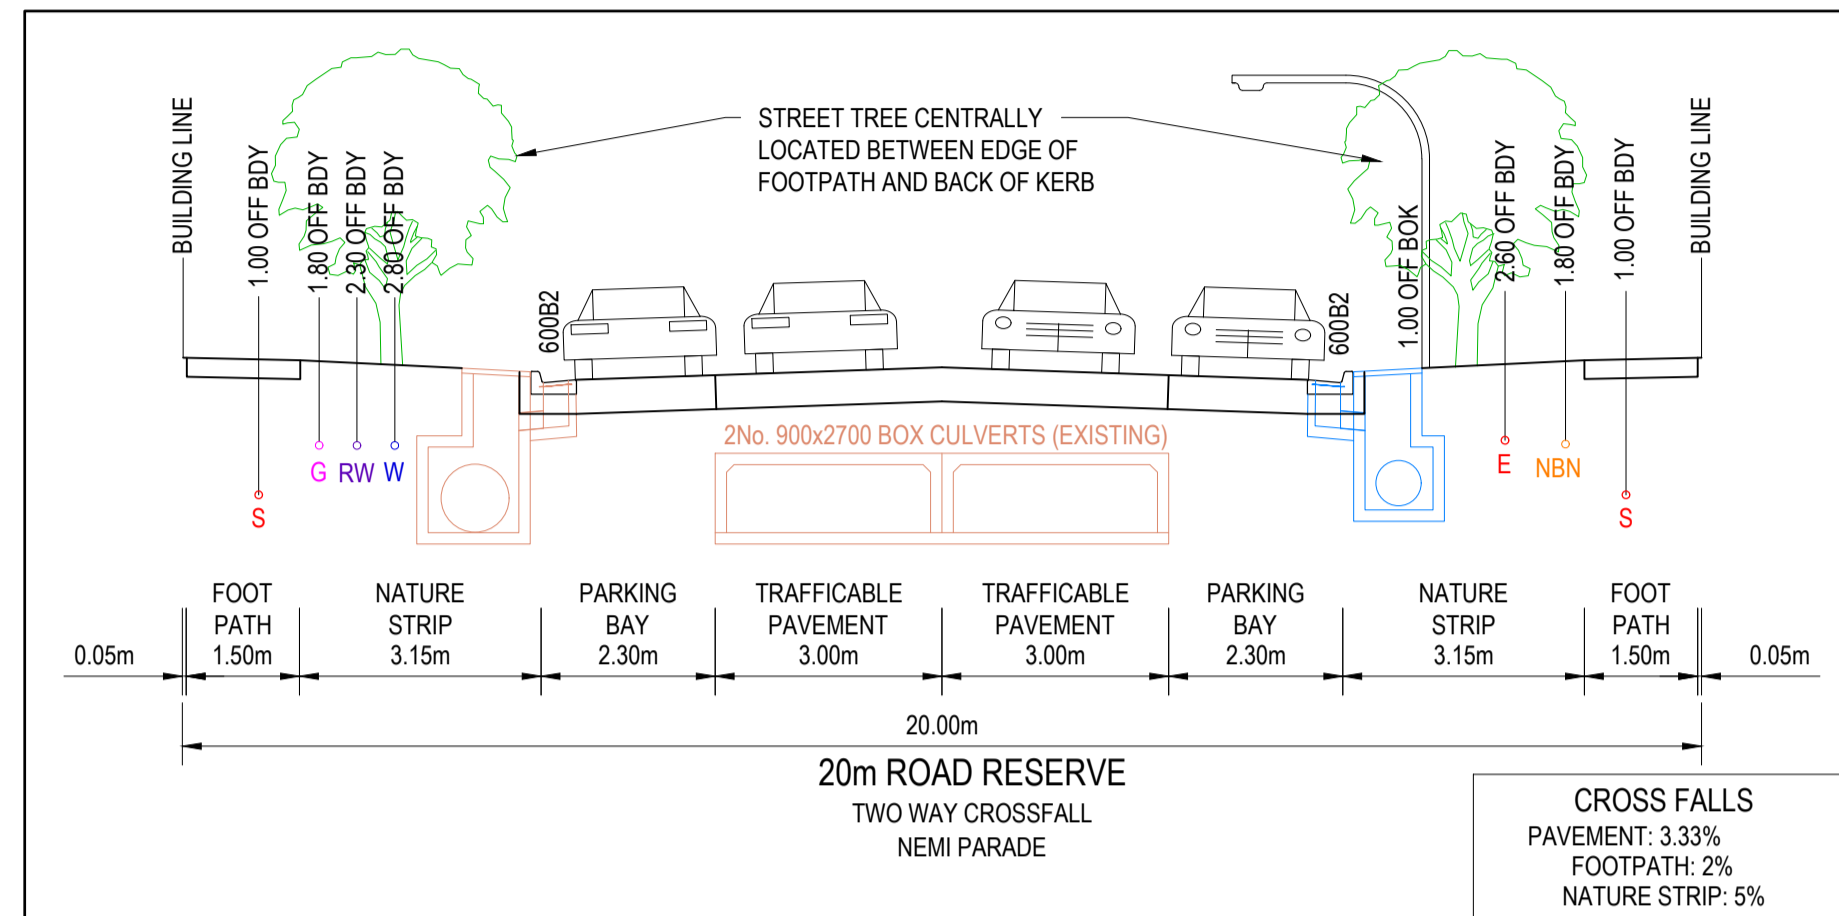 BUILDING LINE
1.00 OFF BDY
1.80 OFF BDY
2.30 OFF BDY
2.80 OFF BDY
STREET TREE CENTRALLY
LOCATED BETWEEN EDGE OF
FOOTPATH AND BACK OF KERB
600B2
600B2
1.00 OFF BOK
2.60 OFF BDY
1.80 OFF BDY
1.00 OFF BDY
BUILDING LINE
2No. 900x2700 BOX CULVERTS (EXISTING)
S
G
RW
W
E
NBN
S
0.05m
FOOT
PATH
1.50m
NATURE
STRIP
3.15m
PARKING
BAY
2.30m
TRAFFICABLE
PAVEMENT
3.00m
TRAFFICABLE
PAVEMENT
3.00m
PARKING
BAY
2.30m
NATURE
STRIP
3.15m
FOOT
PATH
1.50m
0.05m
20.00m
20m ROAD RESERVE
TWO WAY CROSSFALL
NEMI PARADE
CROSS FALLS
PAVEMENT: 3.33%
FOOTPATH: 2%
NATURE STRIP: 5%